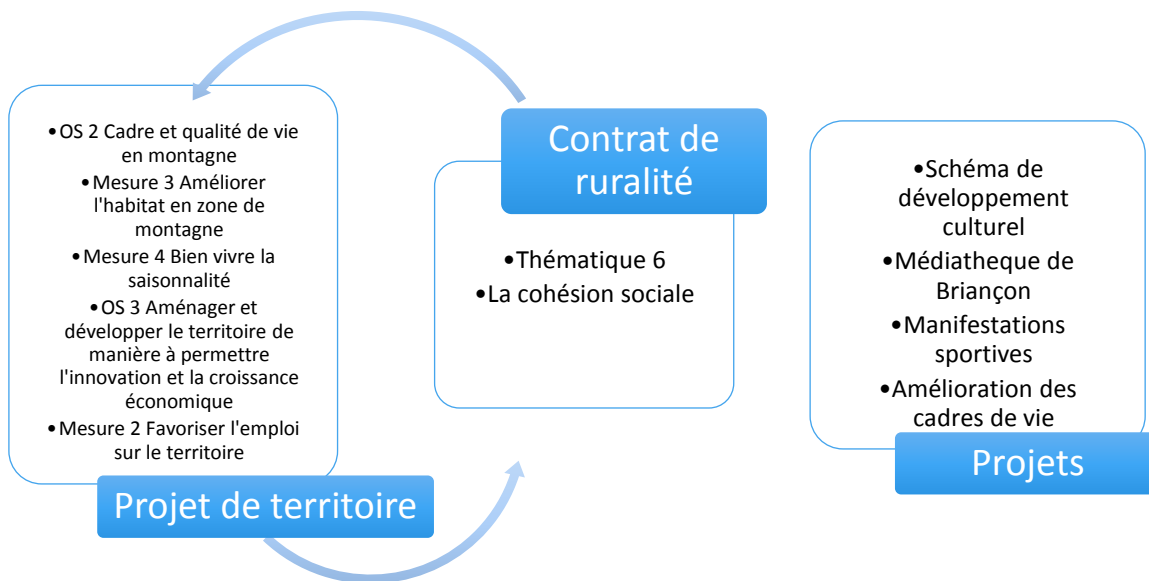 •OS 2 Cadre et qualité de vie
en montagne
•Mesure 3 Améliorer
l'habitat en zone de
montagne
•Mesure 4 Bien vivre la
saisonnalité
•OS 3 Aménager et
développer le territoire de
manière à permettre
l'innovation et la croissance
économique
•Mesure 2 Favoriser l'emploi
sur le territoire
Projet de territoire
Contrat de
ruralité
•Thématique 6
•La cohésion sociale
•Schéma de
développement
culturel
•Médiatheque de
Briançon
•Manifestations
sportives
•Amélioration des
cadres de vie
Projets